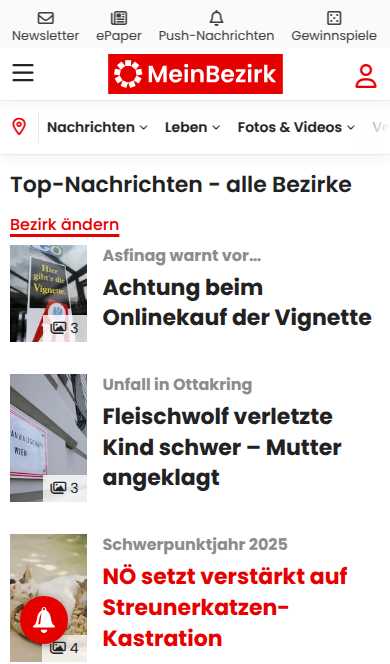 Newsletter ePaper Push-Nachrichten Gewinnspiele
MeinBezirk
Nachrichten Leben Fotos & Videos
Top-Nachrichten - alle Bezirke
Bezirk ändern
Asfinag warnt vor…
Hier
gibt's die
Vignette
3
Achtung beim
Onlinekauf der Vignette
Unfall in Ottakring
WIEN
3
Fleischwolf verletzte
Kind schwer – Mutter
angeklagt
Schwerpunktjahr 2025
4
NÖ setzt verstärkt auf
Streunerkatzen-
Kastration